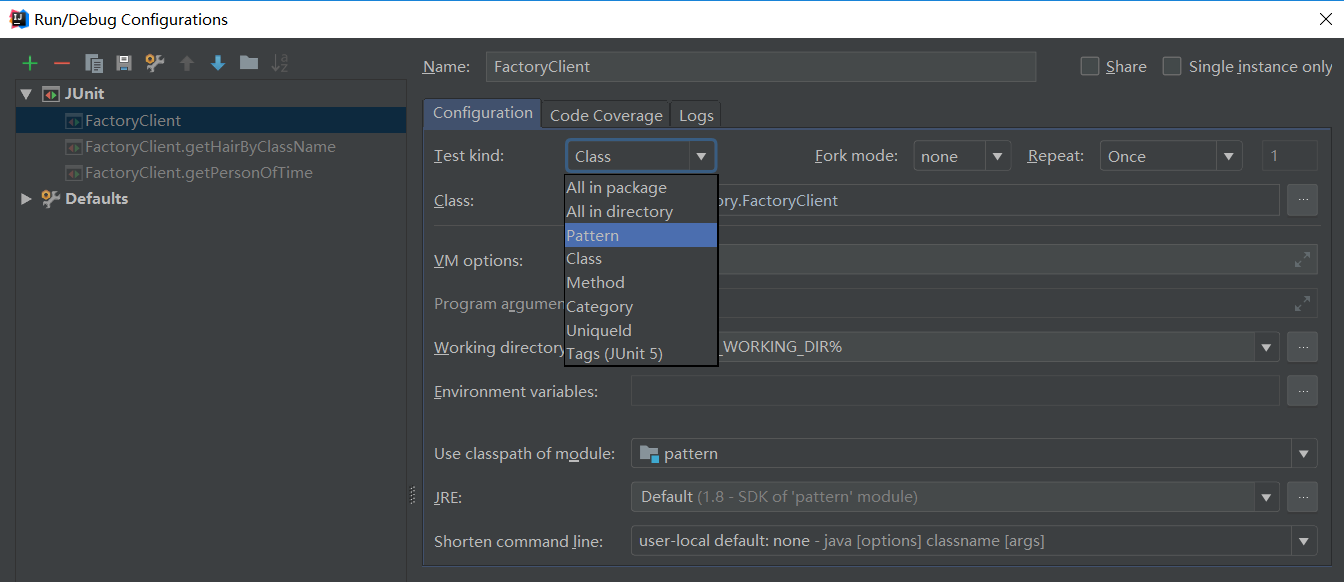 Run/Debug Configurations
Name: FactoryClient Share Single instance only
JUnit
FactoryClient
FactoryClient.getHairByClassName
FactoryClient.getPersonOfTime
Defaults
Configuration Code Coverage Logs
Test kind: Class Fork mode: none Repeat: Once 1
All in package
All in directory
Pattern
Class
Method
Category
UniqueId
Tags (JUnit 5)
Class: ory.FactoryClient ...
VM options:
Program argumen
Working directory _WORKING_DIR% ...
Environment variables: ...
Use classpath of module: pattern
JRE: Default (1.8 - SDK of 'pattern' module) ...
Shorten command line: user-local default: none - java [options] classname [args]